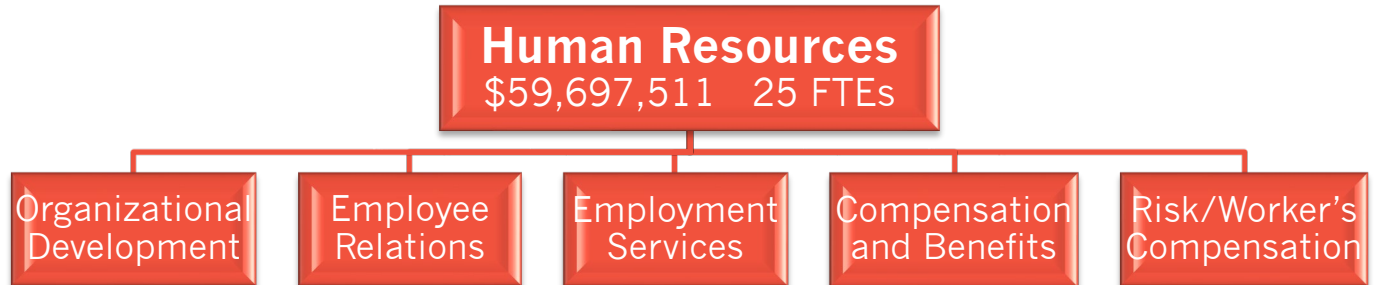 Human Resources
$59,697,511 25 FTEs
Organizational
Development
Employee
Relations
Employment
Services
Compensation
and Benefits
Risk/Worker’s
Compensation